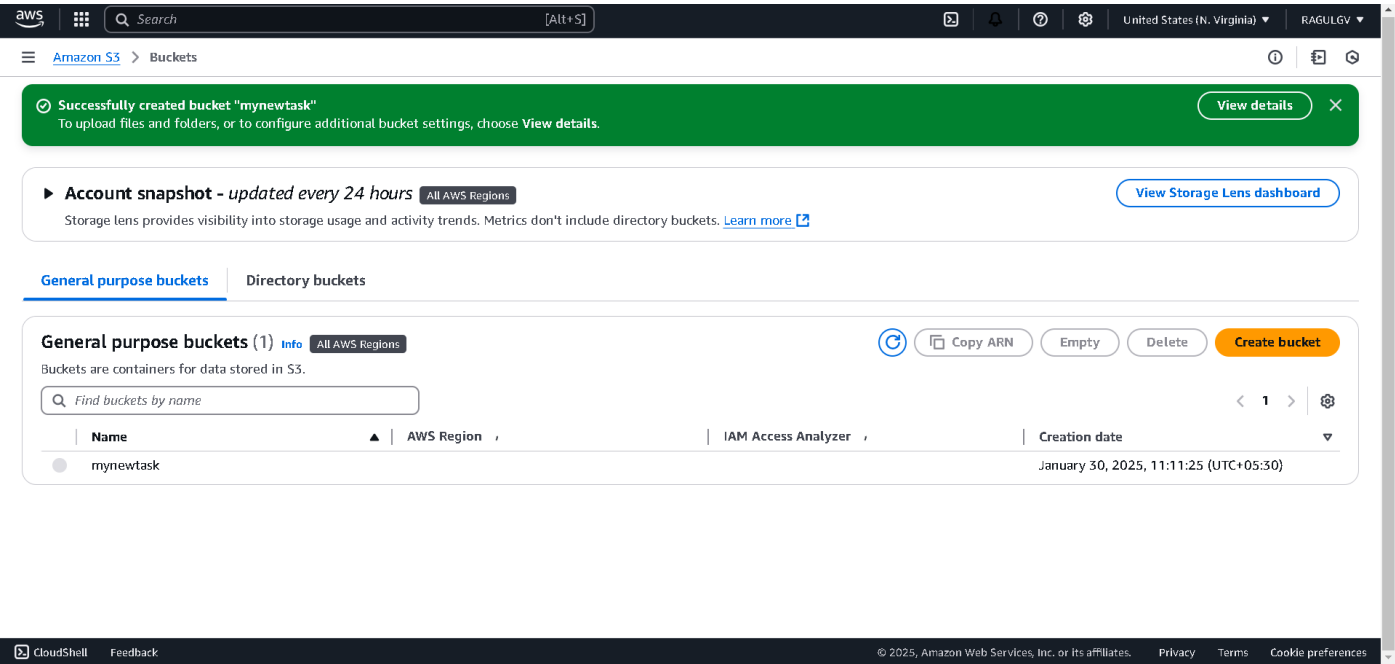 aws Search [Alt+S] United States (N. Virginia) ▼ RAGULGV ▼
Amazon S3 > Buckets
Successfully created bucket "mynewtask"
To upload files and folders, or to configure additional bucket settings, choose View details.
View details
Account snapshot - updated every 24 hours All AWS Regions
View Storage Lens dashboard
Storage lens provides visibility into storage usage and activity trends. Metrics don't include directory buckets. Learn more
General purpose buckets Directory buckets
General purpose buckets (1) Info All AWS Regions
Copy ARN Empty Delete Create bucket
Buckets are containers for data stored in S3.
Find buckets by name
< 1 >
Name AWS Region IAM Access Analyzer Creation date
mynewtask January 30, 2025, 11:11:25 (UTC+05:30)
CloudShell Feedback © 2025, Amazon Web Services, Inc. or its affiliates. Privacy Terms Cookie preferences